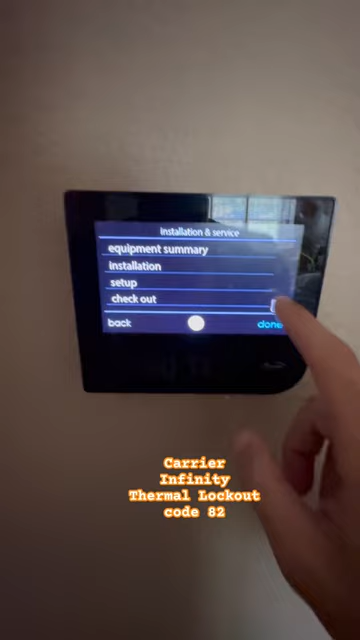 installation & service
equipment summary
installation
setup
check out
back
done
Carrier
Infinity
Thermal Lockout
code 82